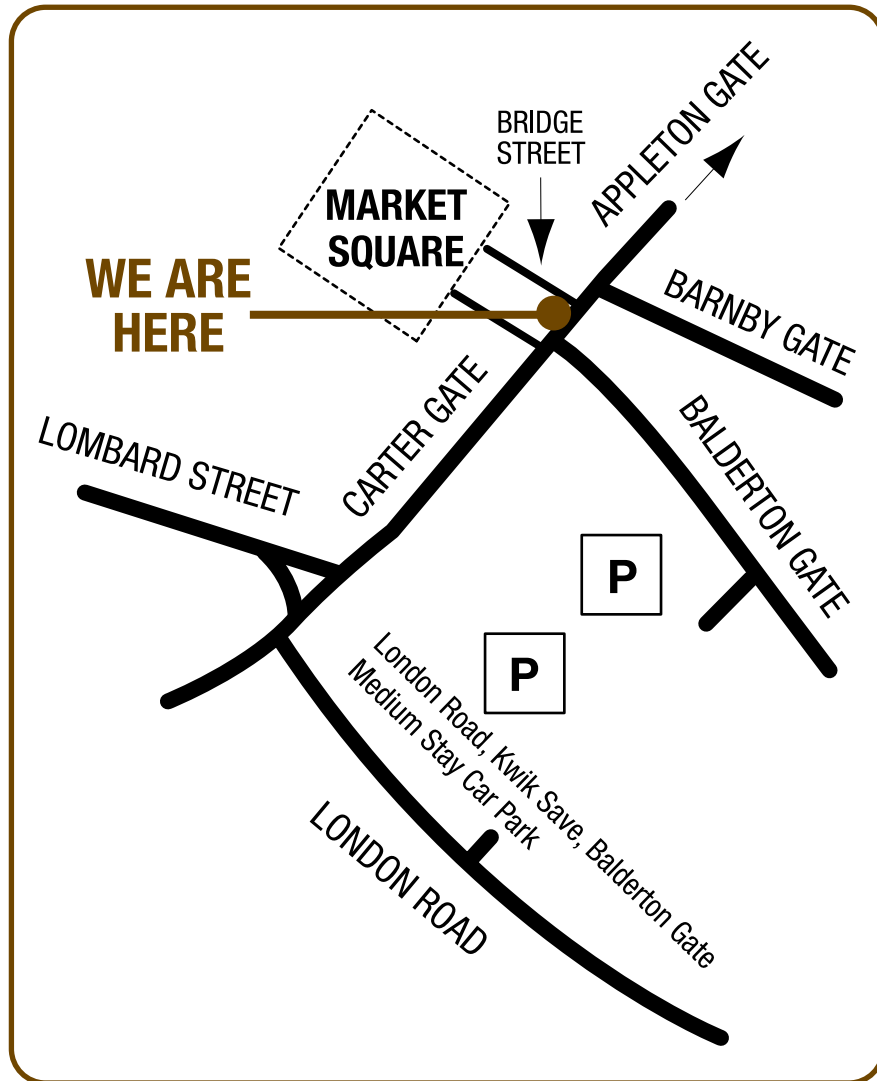 APPLETON GATE
BRIDGE
STREET
MARKET
SQUARE
WE ARE
HERE
BARNBY GATE
CARTER GATE
BALDERTON GATE
LOMBARD STREET
P
P
London Road, Kwik Save, Balderton Gate
Medium Stay Car Park
LONDON ROAD